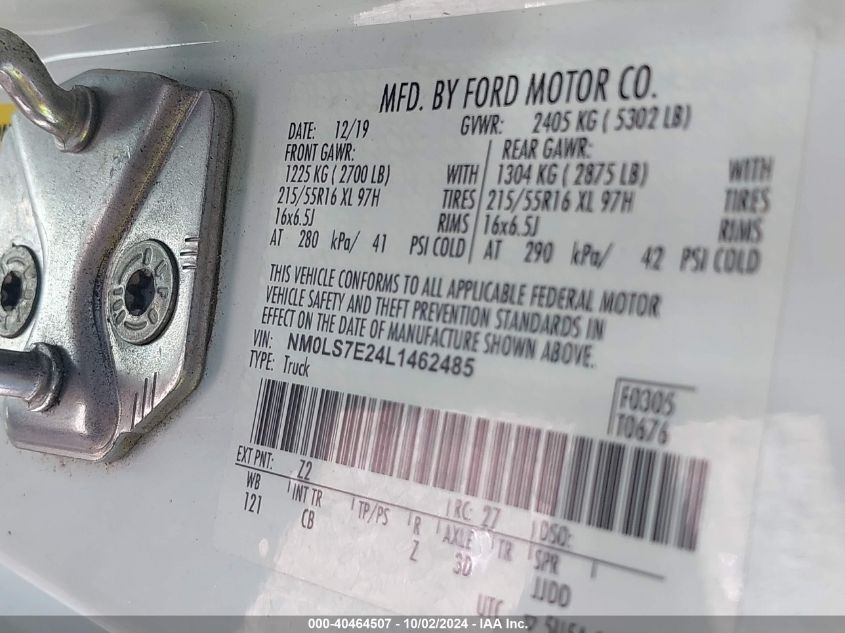 MFD. BY FORD MOTOR CO.
DATE: 12/19 GVWR: 2405 KG ( 5302 LB)
FRONT GAWR: REAR GAWR:
1225 KG ( 2700 LB) WITH 1304 KG ( 2875 LB) WITH
215/55R16 XL 97H TIRES 215/55R16 XL 97H TIRES
16x6.5J RIMS 16x6.5J RIMS
AT 280 kPa/ 41 PSI COLD AT 290 kPa/ 42 PSI COLD
THIS VEHICLE CONFORMS TO ALL APPLICABLE FEDERAL MOTOR
VEHICLE SAFETY AND THEFT PREVENTION STANDARDS IN
EFFECT ON THE DATE OF MANUFACTURE SHOWN ABOVE.
VIN: NM0LS7E24L1462485
TYPE: Truck
F0305
T0676
EXT PNT: Z2 RC: 27 DSO:
WB INT TR TP/PS R AXLE TR SPR
121 CB Z 3D JJDD
UTC
000-40464507 - 10/02/2024 - IAA Inc.